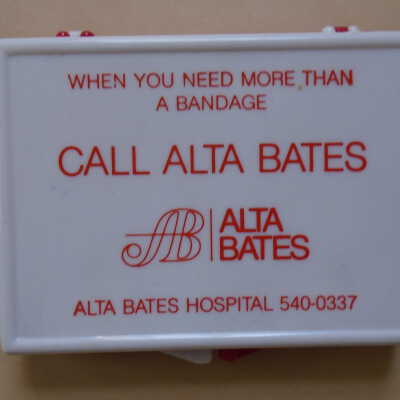 WHEN YOU NEED MORE THAN
A BANDAGE
CALL ALTA BATES
AB
ALTA
BATES
ALTA BATES HOSPITAL 540-0337